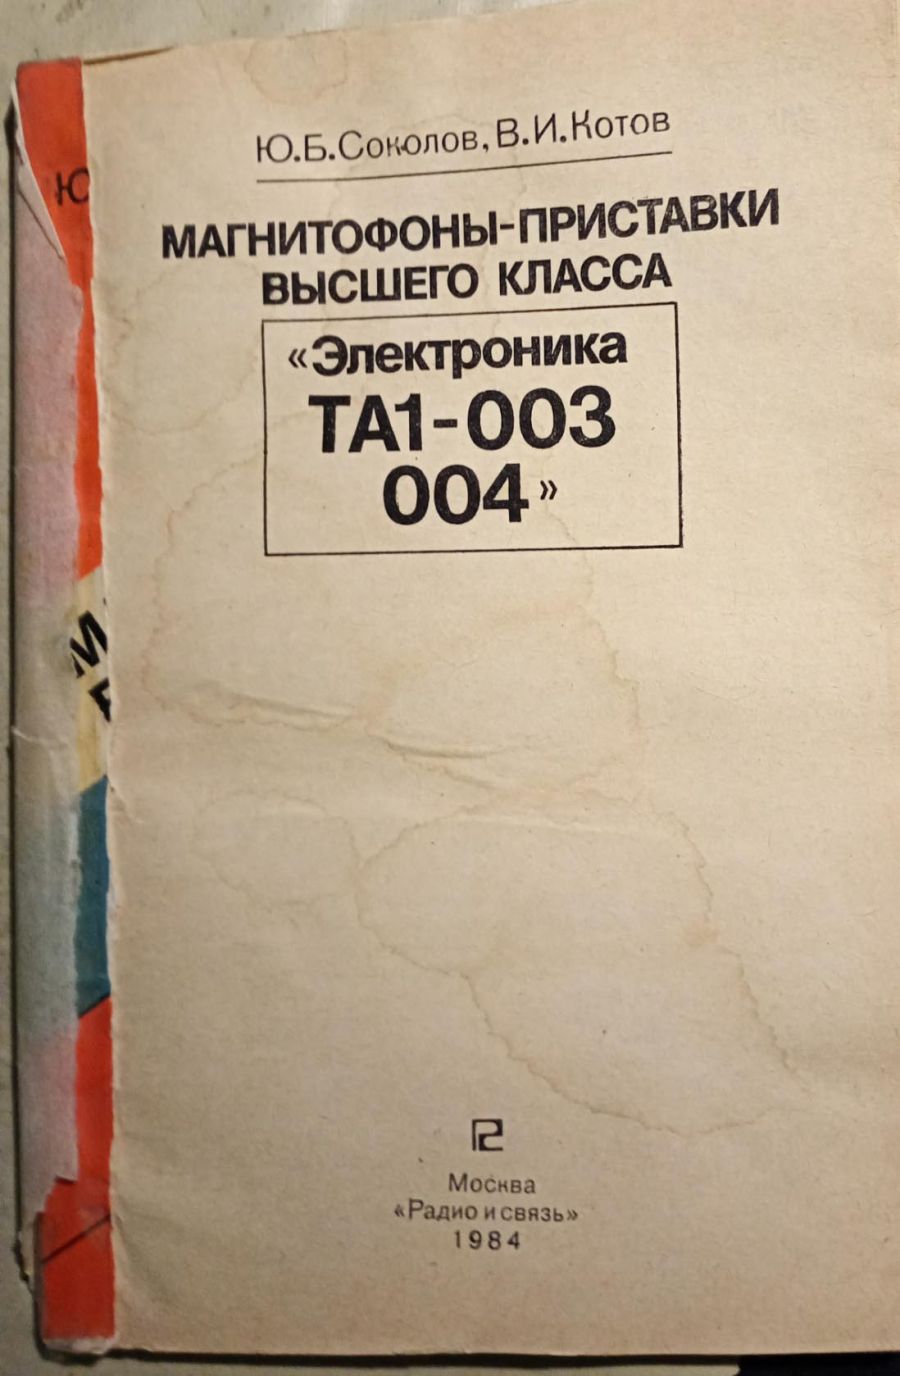 Ю.Б.Соколов, В.И.Котов
МАГНИТОФОНЫ-ПРИСТАВКИ
ВЫСШЕГО КЛАССА
«Электроника
ТА1-003
004»
Москва
«Радио и связь»
1984
Ю